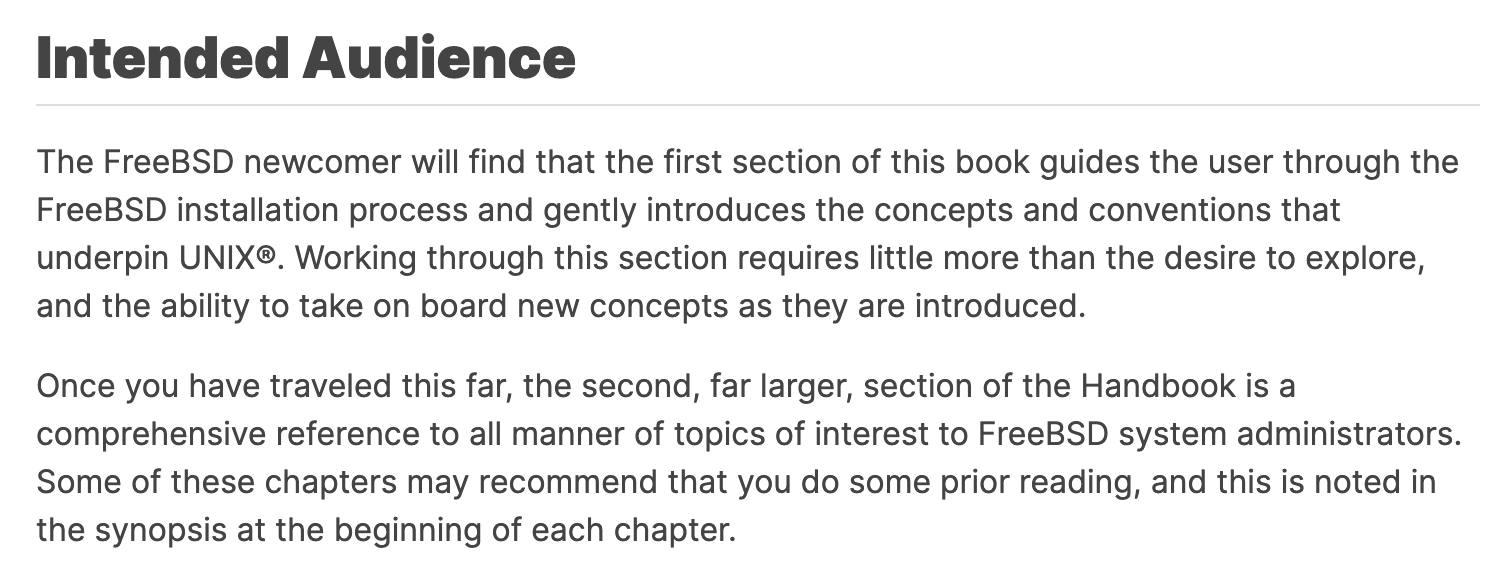 Intended Audience
The FreeBSD newcomer will find that the first section of this book guides the user through the
FreeBSD installation process and gently introduces the concepts and conventions that
underpin UNIX®. Working through this section requires little more than the desire to explore,
and the ability to take on board new concepts as they are introduced.
Once you have traveled this far, the second, far larger, section of the Handbook is a
comprehensive reference to all manner of topics of interest to FreeBSD system administrators.
Some of these chapters may recommend that you do some prior reading, and this is noted in
the synopsis at the beginning of each chapter.